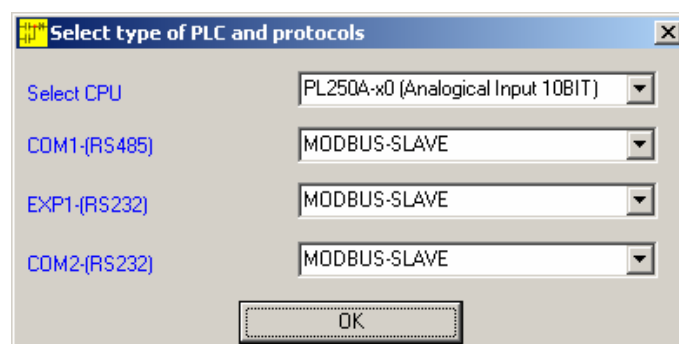 Select type of PLC and protocols
Select CPU PL250A-x0 (Analogical Input 10BIT)
COM1-(RS485) MODBUS-SLAVE
EXP1-(RS232) MODBUS-SLAVE
COM2-(RS232) MODBUS-SLAVE
OK